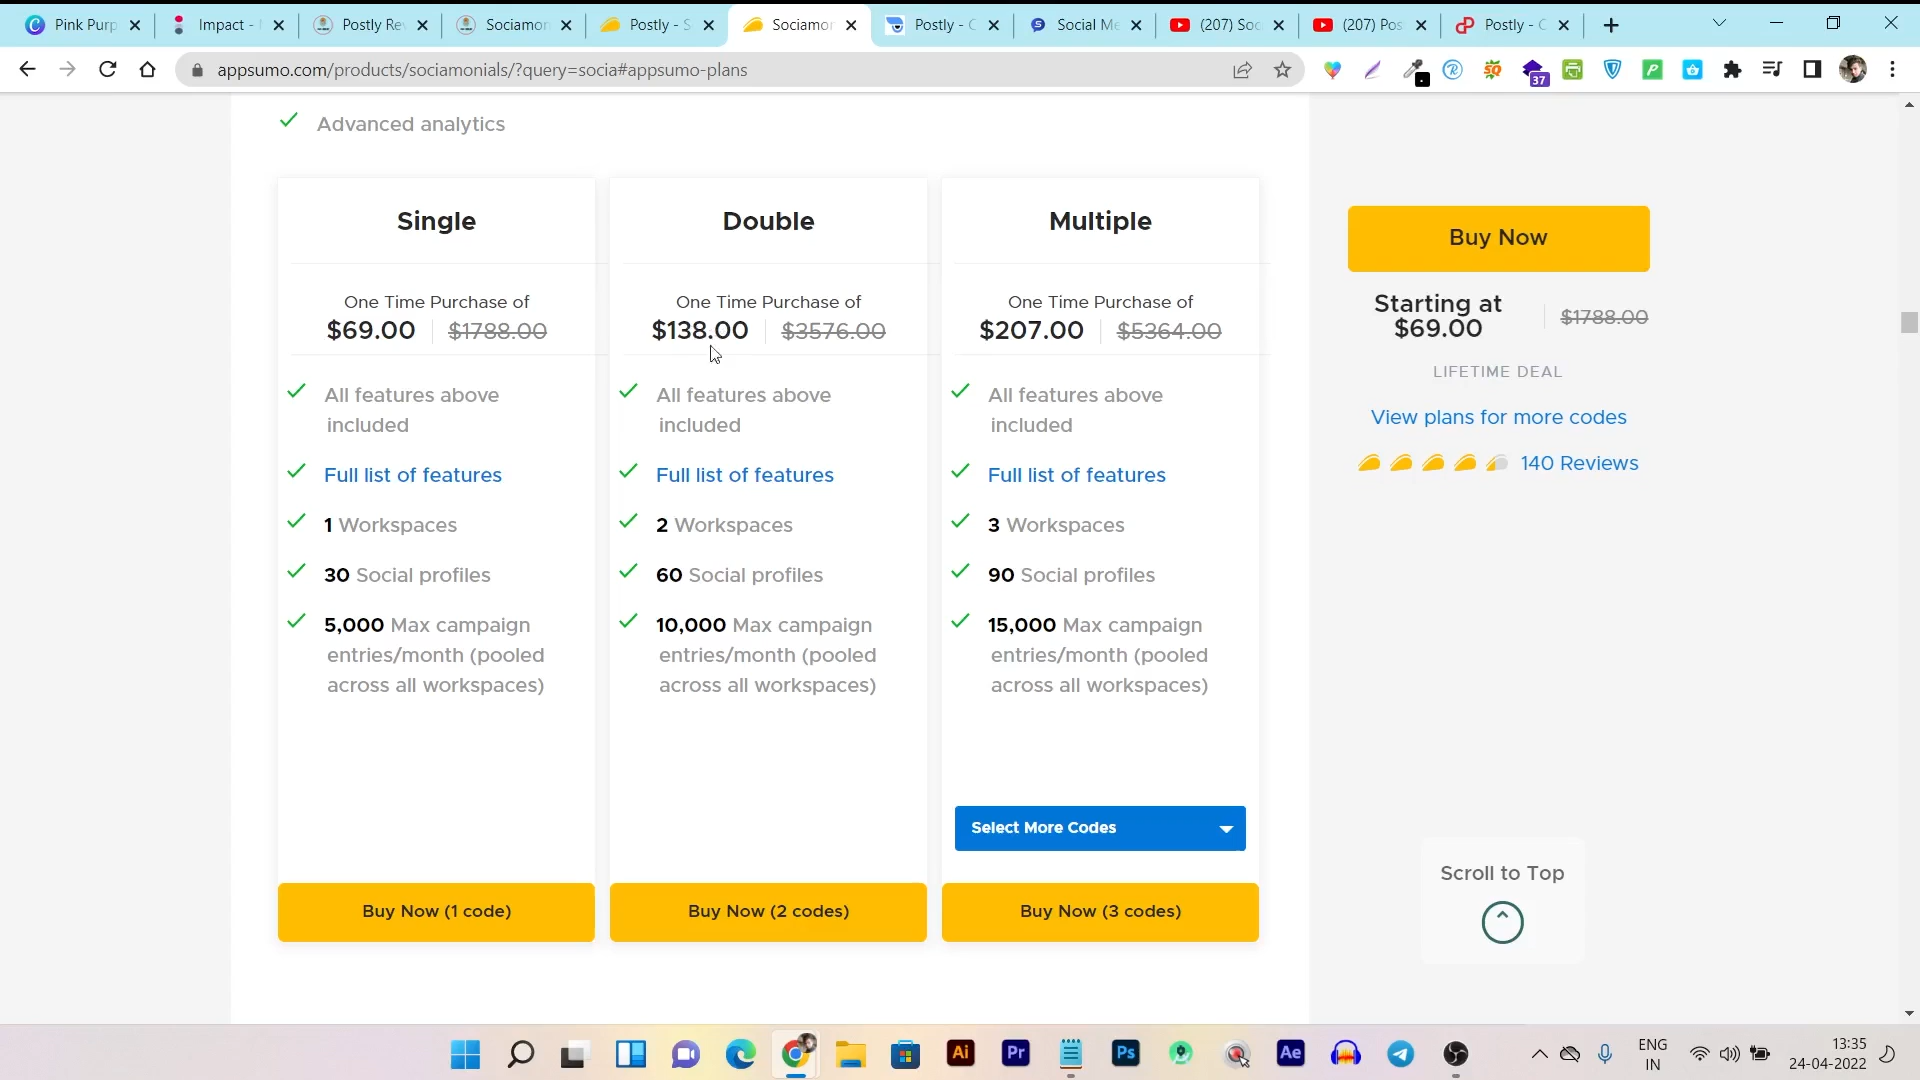 Pink Purp
Impact -
Postly Re
Sociamon
Postly - S
Sociamon
Postly - C
Social Me
(207) Soc
(207) Pos
Postly - C
appsumo.com/products/sociamonials/?query=socia#appsumo-plans
37
Advanced analytics
Single
One Time Purchase of
$69.00 $1788.00
All features above
included
Full list of features
1 Workspaces
30 Social profiles
5,000 Max campaign
entries/month (pooled
across all workspaces)
Buy Now (1 code)
Double
One Time Purchase of
$138.00 $3576.00
All features above
included
Full list of features
2 Workspaces
60 Social profiles
10,000 Max campaign
entries/month (pooled
across all workspaces)
Buy Now (2 codes)
Multiple
One Time Purchase of
$207.00 $5364.00
All features above
included
Full list of features
3 Workspaces
90 Social profiles
15,000 Max campaign
entries/month (pooled
across all workspaces)
Select More Codes
Buy Now (3 codes)
Buy Now
Starting at
$69.00 $1788.00
LIFETIME DEAL
View plans for more codes
140 Reviews
Scroll to Top
Ai
Pr
Ps
Ae
ENG
IN
13:35
24-04-2022